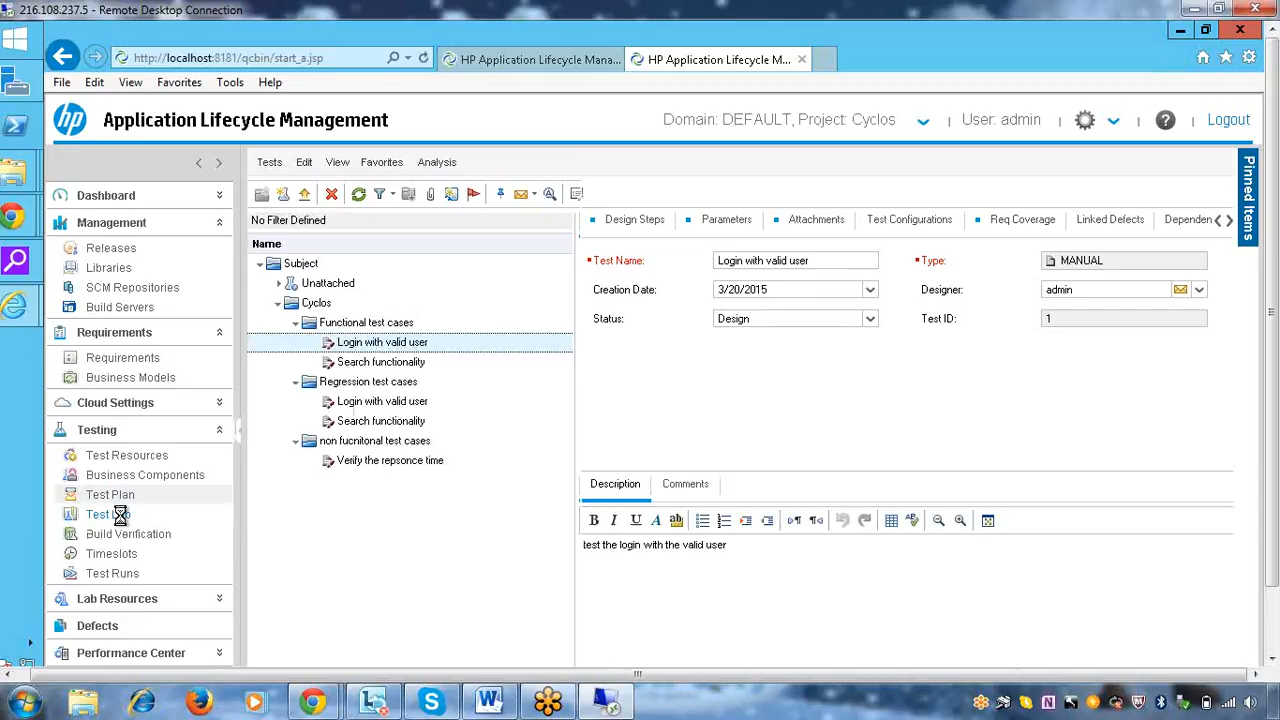 216.108.237.5 - Remote Desktop Connection
http://localhost:8181/qcbin/start_a.jsp
HP Application Lifecycle Mana...
HP Application Lifecycle M...
File Edit View Favorites Tools Help
hp Application Lifecycle Management
Domain: DEFAULT, Project: Cyclos
User: admin
Logout
Dashboard
Management
Releases
Libraries
SCM Repositories
Build Servers
Requirements
Requirements
Business Models
Cloud Settings
Testing
Test Resources
Business Components
Test Plan
Test
Build Verification
Timeslots
Test Runs
Lab Resources
Defects
Performance Center
Tests Edit View Favorites Analysis
No Filter Defined
Name
Subject
Unattached
Cyclos
Functional test cases
Login with valid user
Search functionality
Regression test cases
Login with valid user
Search functionality
non fucnitonal test cases
Verify the reponce time
Design Steps Parameters Attachments Test Configurations Req Coverage Linked Defects Dependen
*Test Name: Login with valid user *Type: MANUAL
Creation Date: 3/20/2015 Designer: admin
Status: Design Test ID: 1
Description Comments
B I U A ab
test the login with the valid user
Pinned Items